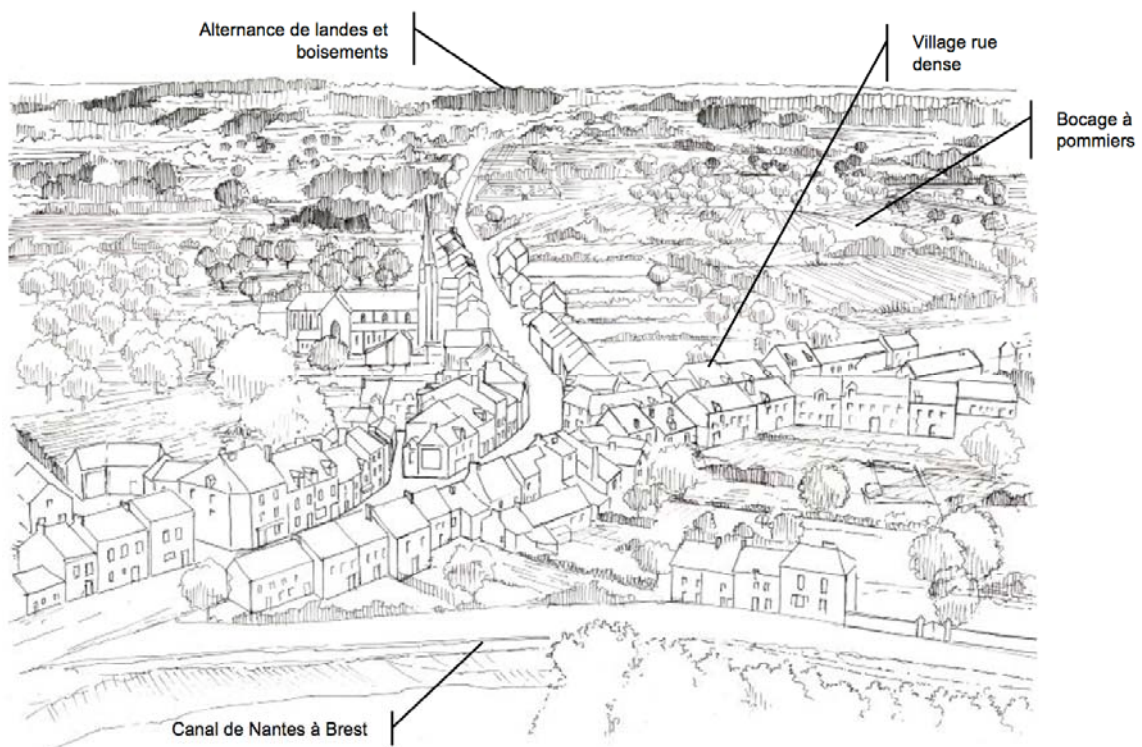 Alternance de landes et
boisements
Village rue
dense
Bocage à
pommiers
Canal de Nantes à Brest